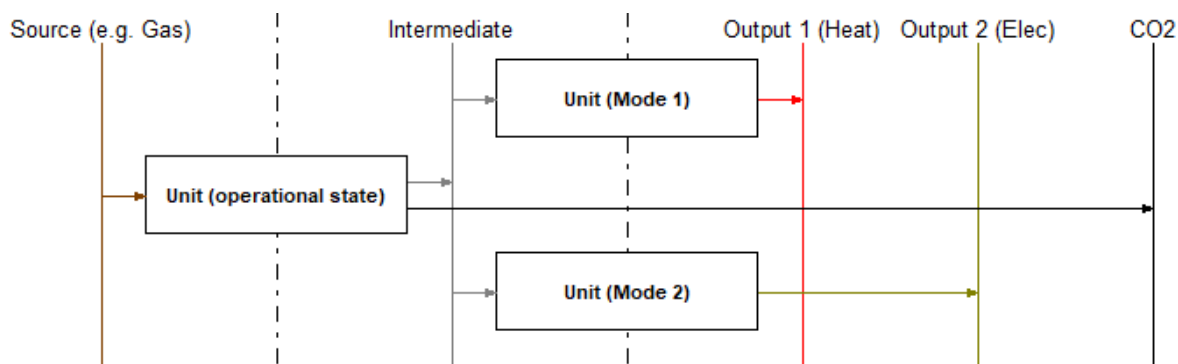 Source (e.g. Gas)
Intermediate
Output 1 (Heat)
Output 2 (Elec)
CO2
Unit (Mode 1)
Unit (operational state)
Unit (Mode 2)